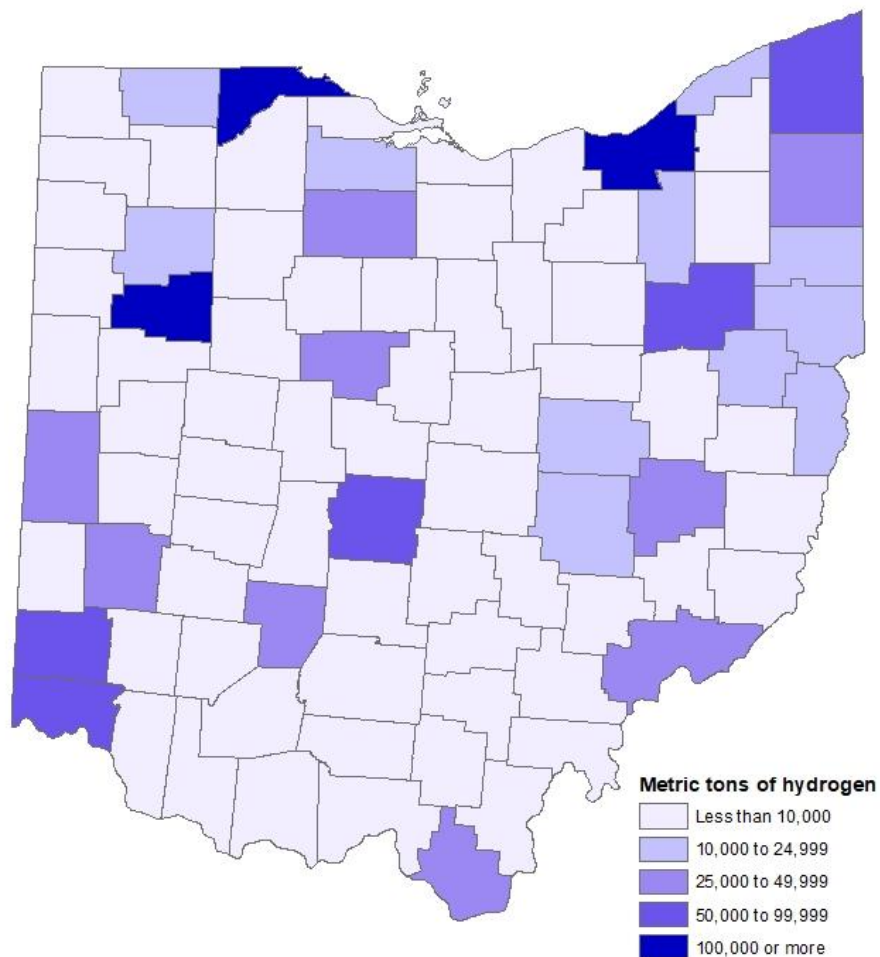 Metric tons of hydrogen
Less than 10,000
10,000 to 24,999
25,000 to 49,999
50,000 to 99,999
100,000 or more